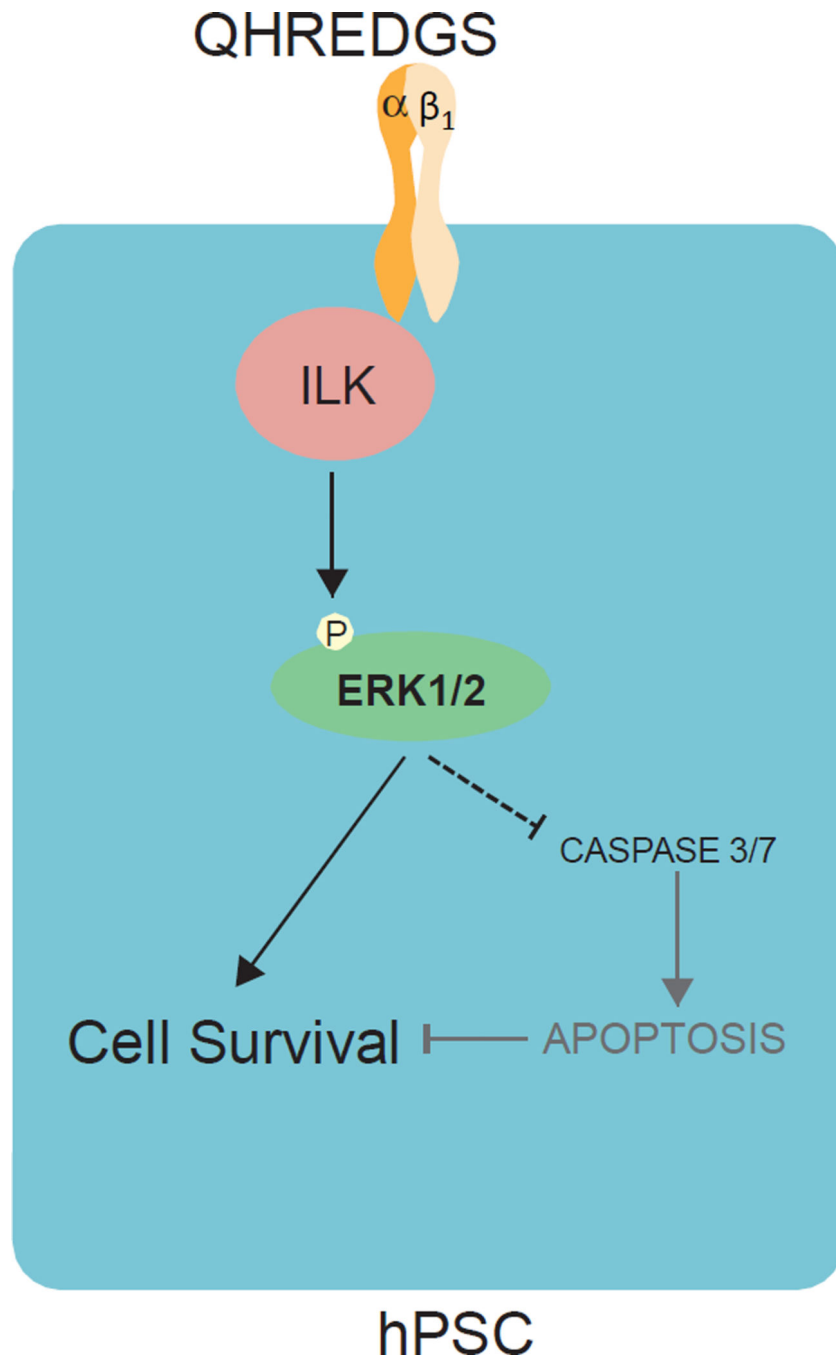 QHREDGS
α β₁
ILK
P
ERK1/2
CASPASE 3/7
Cell Survival
APOPTOSIS
hPSC